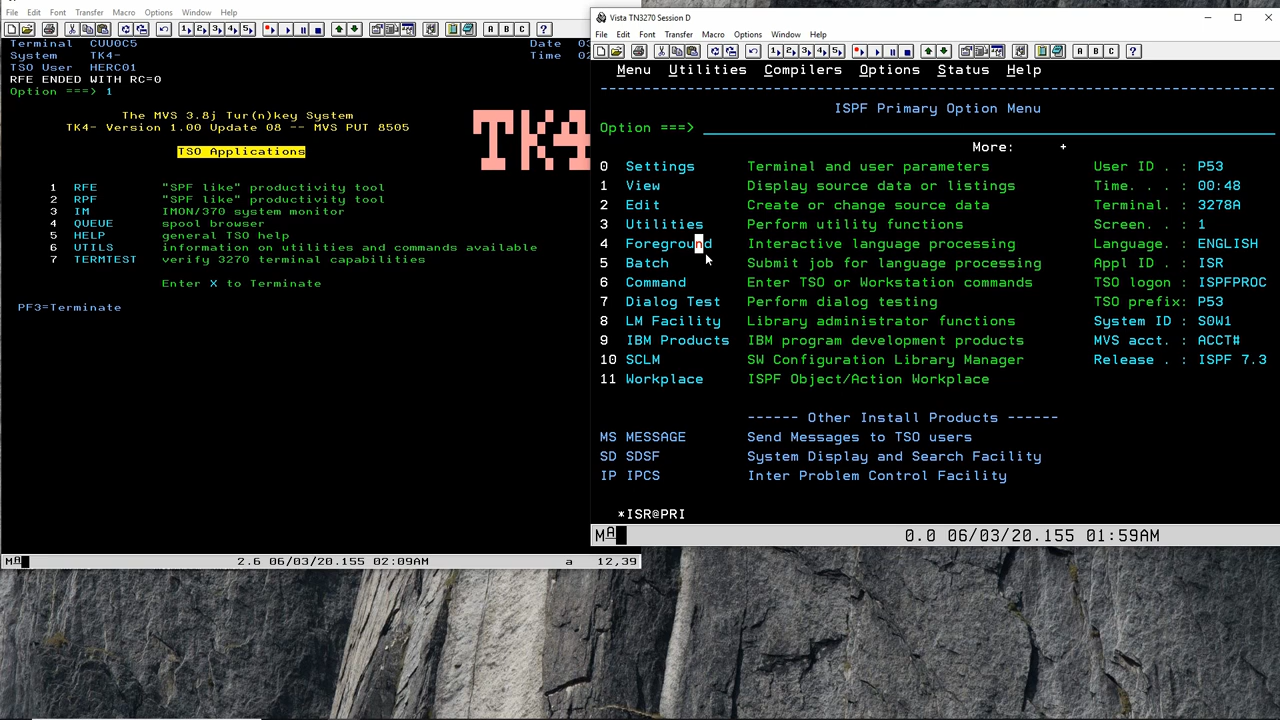 File Edit Font Transfer Macro Options Window Help
Terminal CUU0C5
Date 03
System TK4-
Time 02
TSO User HERC01
RFE ENDED WITH RC=0
Option ===> 1
The MVS 3.8j Tur(n)key System
TK4- Version 1.00 Update 08 -- MVS PUT 8505
TK4
TSO Applications
1 RFE "SPF like" productivity tool
2 RPF "SPF like" productivity tool
3 IM IMON/370 system monitor
4 QUEUE spool browser
5 HELP general TSO help
6 UTILS information on utilities and commands available
7 TERMTEST verify 3270 terminal capabilities
Enter X to Terminate
PF3=Terminate
MA 2.6 06/03/20.155 02:09AM a 12,39
Vista TN3270 Session D
File Edit Font Transfer Macro Options Window Help
A B C ?
Menu Utilities Compilers Options Status Help
ISPF Primary Option Menu
Option ===>
More: +
0 Settings Terminal and user parameters User ID . : P53
1 View Display source data or listings Time. . . : 00:48
2 Edit Create or change source data Terminal. : 3278A
3 Utilities Perform utility functions Screen. . : 1
4 Foreground Interactive language processing Language. : ENGLISH
5 Batch Submit job for language processing Appl ID . : ISR
6 Command Enter TSO or Workstation commands TSO logon : ISPFPROC
7 Dialog Test Perform dialog testing TSO prefix: P53
8 LM Facility Library administrator functions System ID : S0W1
9 IBM Products IBM program development products MVS acct. : ACCT#
10 SCLM SW Configuration Library Manager Release . : ISPF 7.3
11 Workplace ISPF Object/Action Workplace
------ Other Install Products ------
MS MESSAGE Send Messages to TSO users
SD SDSF System Display and Search Facility
IP IPCS Inter Problem Control Facility
*ISR@PRI
MA 0.0 06/03/20.155 01:59AM